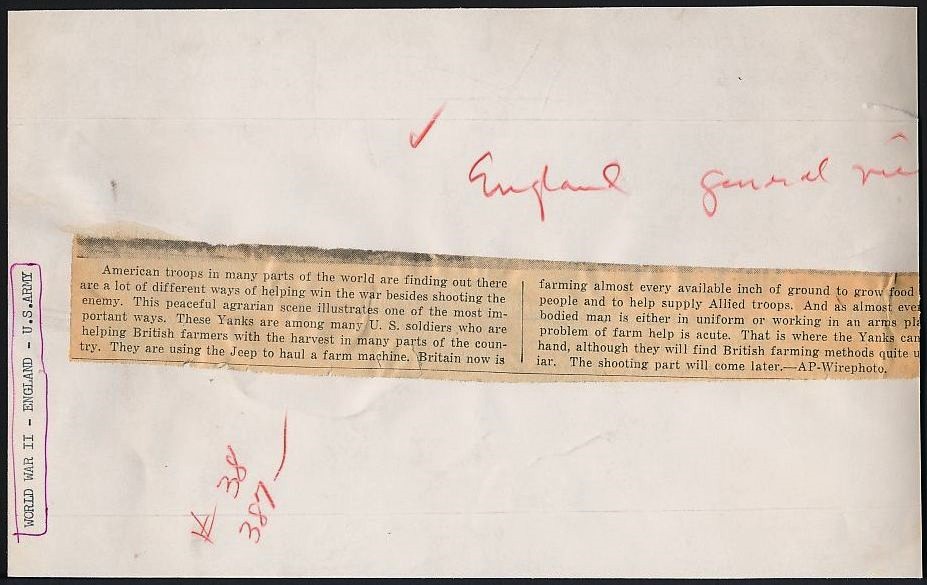 England general
WORLD WAR II - ENGLAND - U.S.ARMY
American troops in many parts of the world are finding out there
are a lot of different ways of helping win the war besides shooting the
enemy. This peaceful agrarian scene illustrates one of the most im-
portant ways. These Yanks are among many U. S. soldiers who are
helping British farmers with the harvest in many parts of the coun-
try. They are using the Jeep to haul a farm machine. Britain now is
farming almost every available inch of ground to grow food
people and to help supply Allied troops. And as almost
bodied man is either in uniform or working in an arms
problem of farm help is acute. That is where the Yanks can
hand, although they will find British farming methods quite
iar. The shooting part will come later.—AP-Wirephoto.
38
387